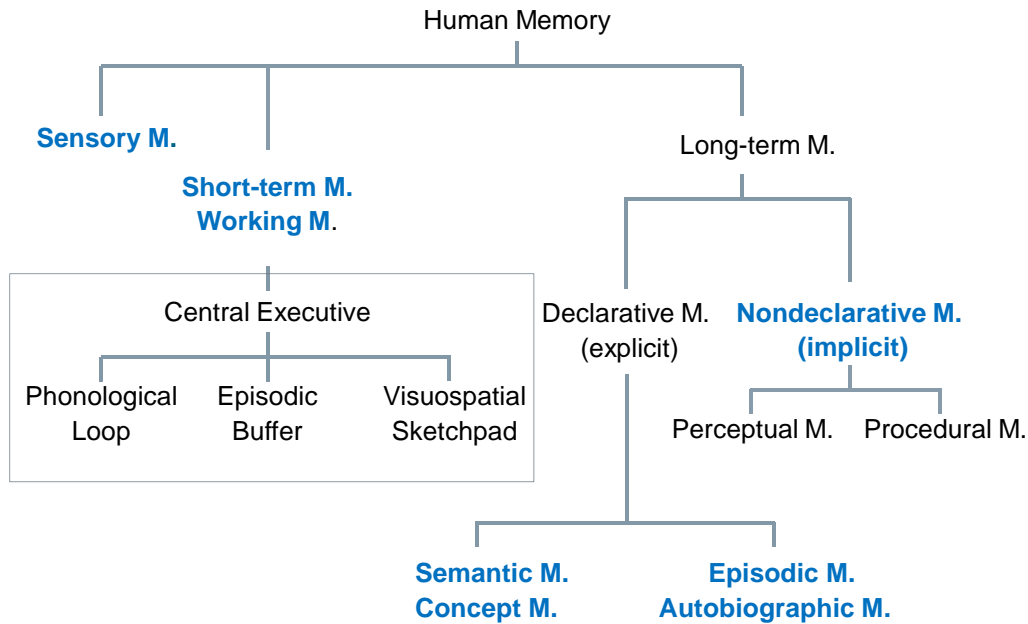 Human Memory
Sensory M.
Long-term M.
Short-term M.
Working M.
Central Executive
Declarative M.
(explicit)
Nondeclarative M.
(implicit)
Phonological
Loop
Episodic
Buffer
Visuospatial
Sketchpad
Perceptual M.
Procedural M.
Semantic M.
Concept M.
Episodic M.
Autobiographic M.